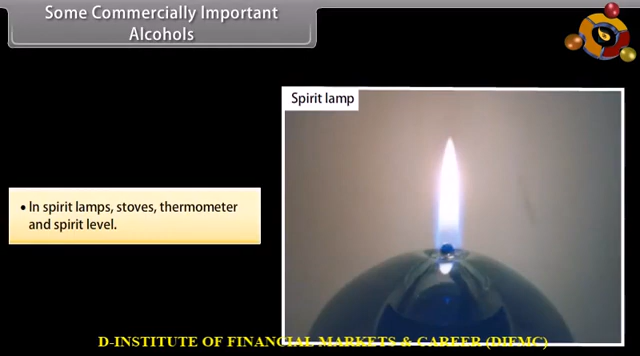 Some Commercially Important
Alcohols
Spirit lamp
• In spirit lamps, stoves, thermometer
and spirit level.
D-INSTITUTE OF FINANCIAL MARKETS & CAREER (DIFMC)